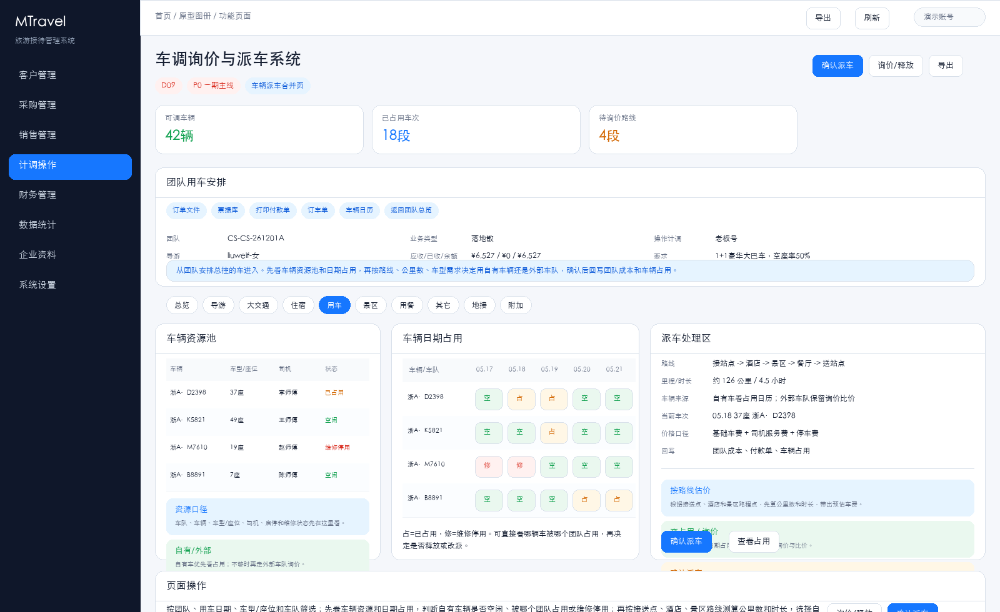 MTravel
旅游接待管理系统
客户管理
采购管理
销售管理
计调操作
财务管理
数据统计
企业资料
系统设置
首页 / 原型图册 / 功能页面
导出
刷新
演示账号
车调询价与派车系统
D09
P0 一期主线
车辆派车合并页
确认派车
询价/释放
导出
可调车辆
42辆
已占用车次
18段
待询价路线
4段
团队用车安排
订单文件
票据库
打印付款单
订车单
车辆日历
返回团队总览
团队
CS-CS-261201A
业务类型
落地散
操作计调
老板号
导游
liuweif-女
应收/已收/余额
¥6,527 / ¥0 / ¥6,527
要求
1+1豪华大巴车，空座率50%
从团队安排总控的车进入。先看车辆资源池和日期占用，再按路线、公里数、车型需求决定用自有车辆还是外部车队，确认后回写团队成本和车辆占用。
总览
导游
大交通
住宿
用车
景区
用餐
其它
地接
附加
车辆资源池
车辆 车型/座位 司机 状态
浙A· D2398 37座 李师傅 已占用
浙A· K5821 49座 王师傅 空闲
浙A· M7610 19座 赵师傅 维修停用
浙A· B8891 7座 陈师傅 空闲
资源口径
车队、车辆、车型/座位、司机、启停和维修状态先在这里看。
自有/外部
自有车优先看占用；不够时再走外部车队询价。
车辆日期占用
车辆/车队 05.17 05.18 05.19 05.20 05.21
浙A· D2398 空 占 占 空 空
浙A· K5821 空 空 占 空 空
浙A· M7610 修 修 空 空 空
浙A· B8891 空 空 空 占 占
占=已占用，修=维修停用。可直接看哪辆车被哪个团队占用，再决
定是否释放或改派。
派车处理区
路线 接站点 -> 酒店 -> 景区 -> 餐厅 -> 送站点
里程/时长 约 126 公里 / 4.5 小时
车辆来源 自有车看占用日历；外部车队保留询价比价
当前车次 05.18 37座 浙A· D2398
价格口径 基础车费 + 司机服务费 + 停车费
回写 团队成本、付款单、车辆占用
按路线估价
根据接送点、酒店和景区路程点，先算公里数和时长，带出预估车费。
查占用 / 询价
询价与比价。
确认派车
查看占用
页面操作
按团队、用车日期、车型/座位和车队筛选；先看车辆资源和日期占用，判断自有车辆是否空闲、被哪个团队占用或维修停用；再按接送点、酒店、景区路线测算公里数和时长，选择自
询价/释放
确认派车